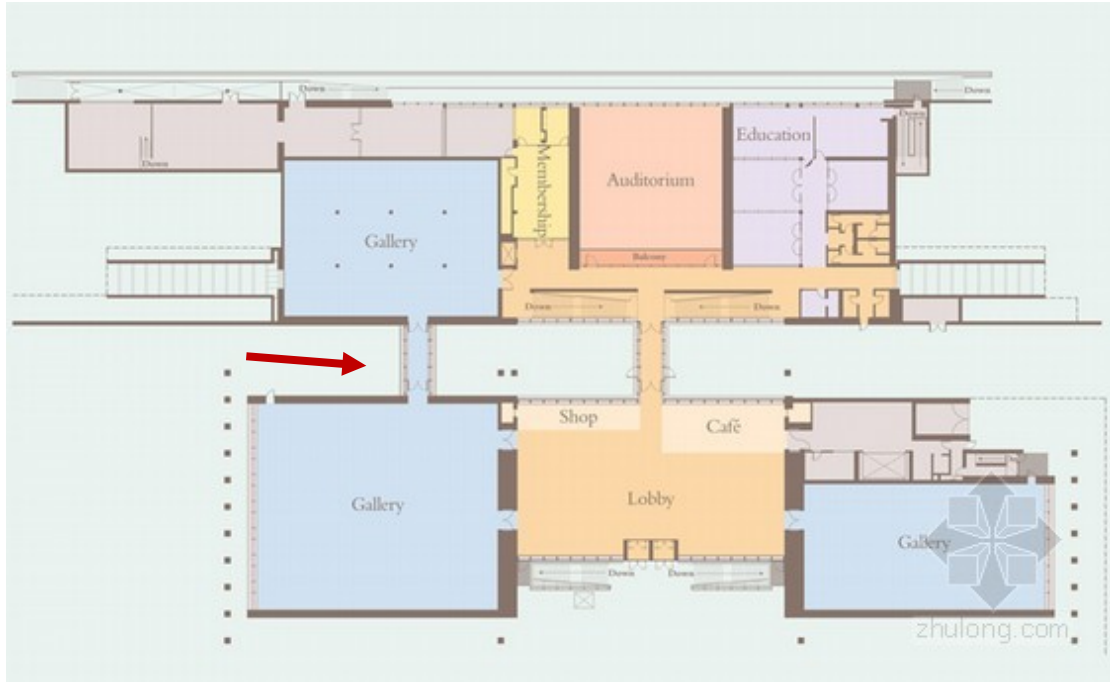 Down
Down
Down
Education
Membership
Auditorium
Down
Gallery
Balcony
Down
Down
Shop
Café
Gallery
Lobby
Gallery
Down
Down
zhulong.com